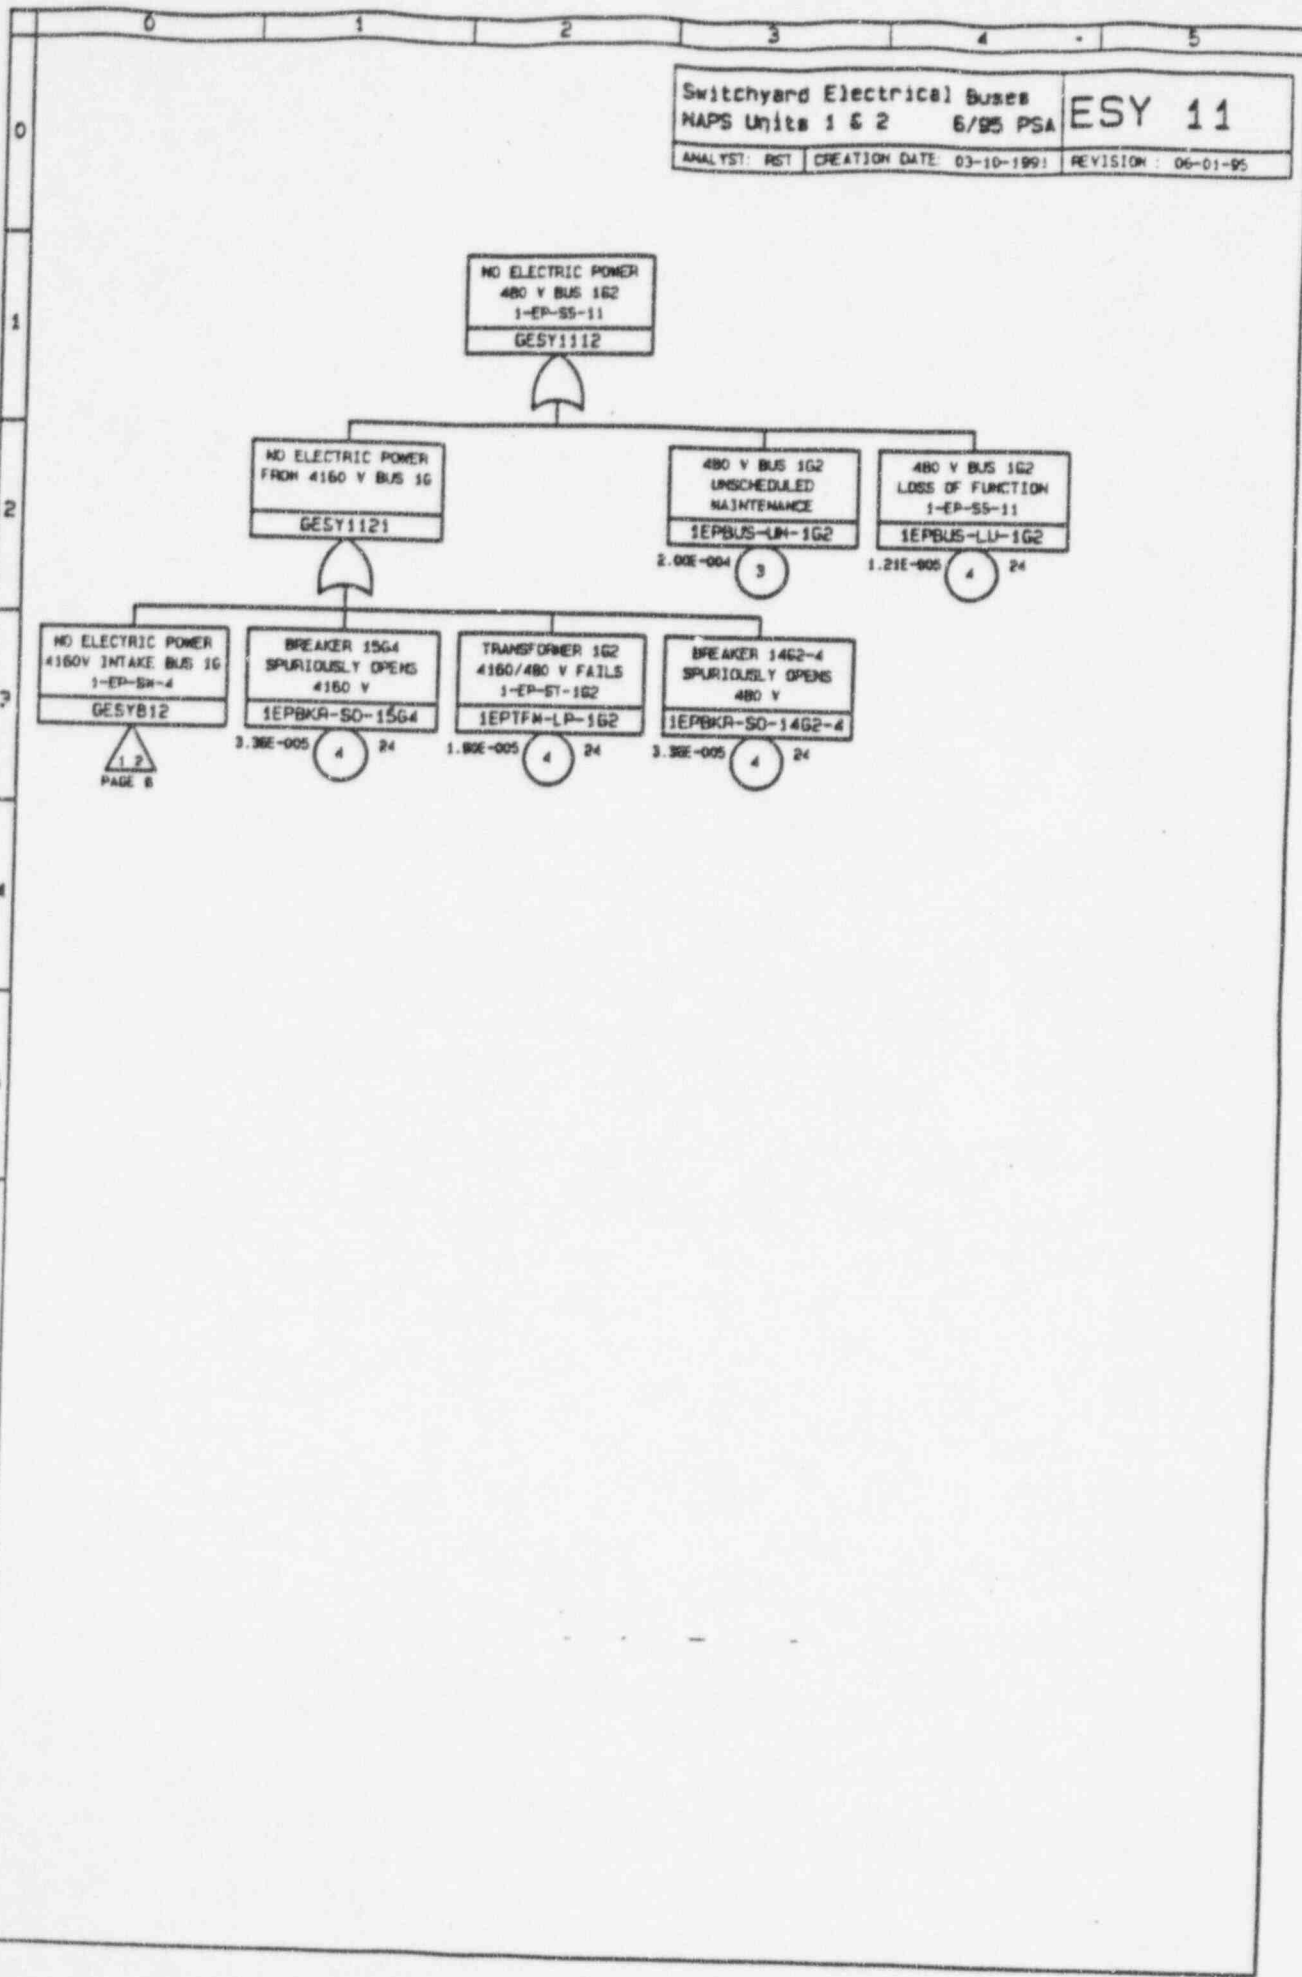 0 1 2 3 4 5
Switchyard Electrical Buses
NAPS Units 1 & 2 6/95 PSA
ESY 11
ANALYST: RST CREATION DATE: 03-10-1991 REVISION: 06-01-95
0
1
2
3
NO ELECTRIC POWER
480 V BUS 1G2
1-EP-SS-11
GESY1112
NO ELECTRIC POWER
FROM 4160 V BUS 1G
GESY1121
480 V BUS 1G2
UNSCHEDULED
MAINTENANCE
1EPBUS-UM-1G2
2.00E-004
3
480 V BUS 1G2
LOSS OF FUNCTION
1-EP-SS-11
1EPBUS-LU-1G2
1.21E-005
4
24
NO ELECTRIC POWER
4160V INTAKE BUS 1G
1-EP-SW-4
GESY812
1.2
PAGE 8
BREAKER 15G4
SPURIOUSLY OPENS
4160 V
1EPBKR-SO-15G4
3.36E-005
4
24
TRANSFORMER 1G2
4160/480 V FAILS
1-EP-ST-1G2
1EPTFM-LP-1G2
4
24
BREAKER 14G2-4
SPURIOUSLY OPENS
480 V
1EPBKR-SO-14G2-4
3.36E-005
4
24